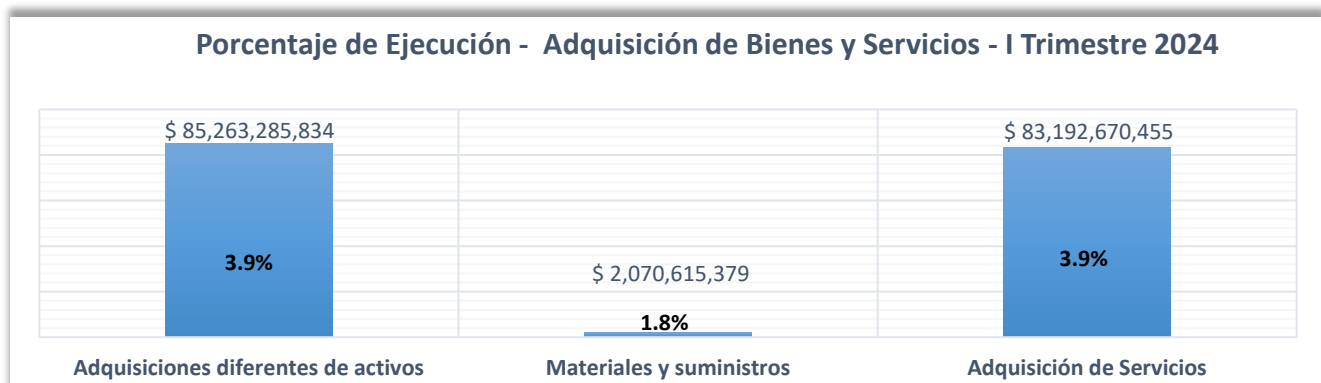 Porcentaje de Ejecución -  Adquisición de Bienes y Servicios - I Trimestre 2024
$ 85,263,285,834
3.9%
Adquisiciones diferentes de activos
$ 2,070,615,379
1.8%
Materiales y suministros
$ 83,192,670,455
3.9%
Adquisición de Servicios